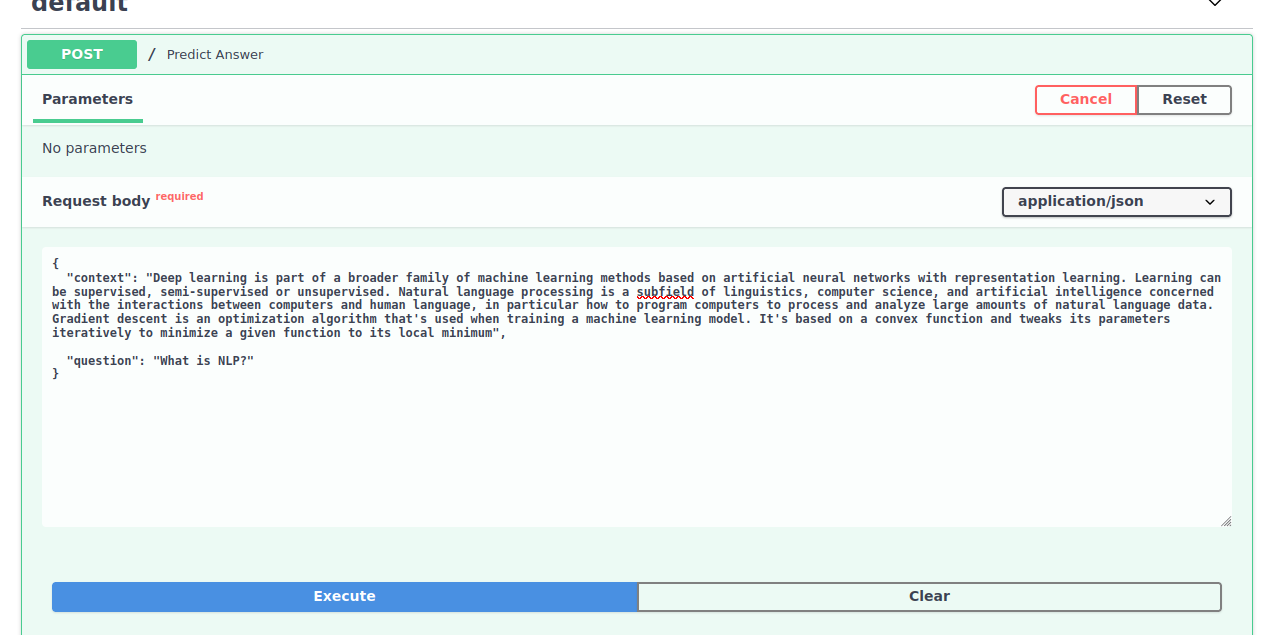 default
POST / Predict Answer
Parameters
Cancel Reset
No parameters
Request body required
application/json
{
"context": "Deep learning is part of a broader family of machine learning methods based on artificial neural networks with representation learning. Learning can
be supervised, semi-supervised or unsupervised. Natural language processing is a subfield of linguistics, computer science, and artificial intelligence concerned
with the interactions between computers and human language, in particular how to program computers to process and analyze large amounts of natural language data.
Gradient descent is an optimization algorithm that's used when training a machine learning model. It's based on a convex function and tweaks its parameters
iteratively to minimize a given function to its local minimum",
"question": "What is NLP?"
}
Execute Clear